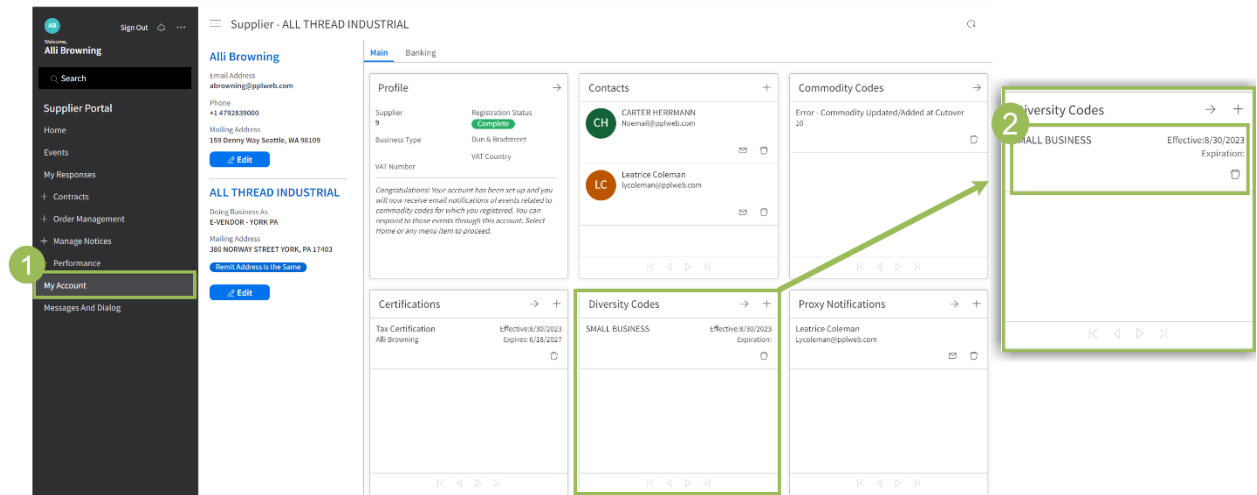 AB
Sign Out
Welcome,
Alli Browning
Search
Supplier Portal
Home
Events
My Responses
+ Contracts
+ Order Management
+ Manage Notices
Performance
1
My Account
Messages And Dialog
Supplier - ALL THREAD INDUSTRIAL
Alli Browning
Email Address
abrowning@pplweb.com
Phone
+1 4792839000
Mailing Address
159 Denny Way Seattle, WA 98109
Edit
ALL THREAD INDUSTRIAL
Doing Business As
E-VENDOR - YORK PA
Mailing Address
380 NORWAY STREET YORK, PA 17403
Remit Address is the Same
Edit
Main Banking
Profile
Supplier
9
Registration Status
Complete
Business Type
Dun & Bradstreet
VAT Country
VAT Number
Congratulations! Your account has been set up and you
will now receive email notifications of events related to
commodity codes for which you registered. You can
respond to those events through this account. Select
Home or any menu item to proceed.
Contacts
CH
CARTER HERRMANN
Noemail@pplweb.com
LC
Leatrice Coleman
lycoleman@pplweb.com
Commodity Codes
Error - Commodity Updated/Added at Cutover
10
Certifications
Tax Certification Effective:8/30/2023
Alli Browning Expires: 6/18/2027
Diversity Codes
SMALL BUSINESS Effective:8/30/2023
Expiration:
Proxy Notifications
Leatrice Coleman
Lycoleman@pplweb.com
Diversity Codes
2
SMALL BUSINESS Effective:8/30/2023
Expiration: